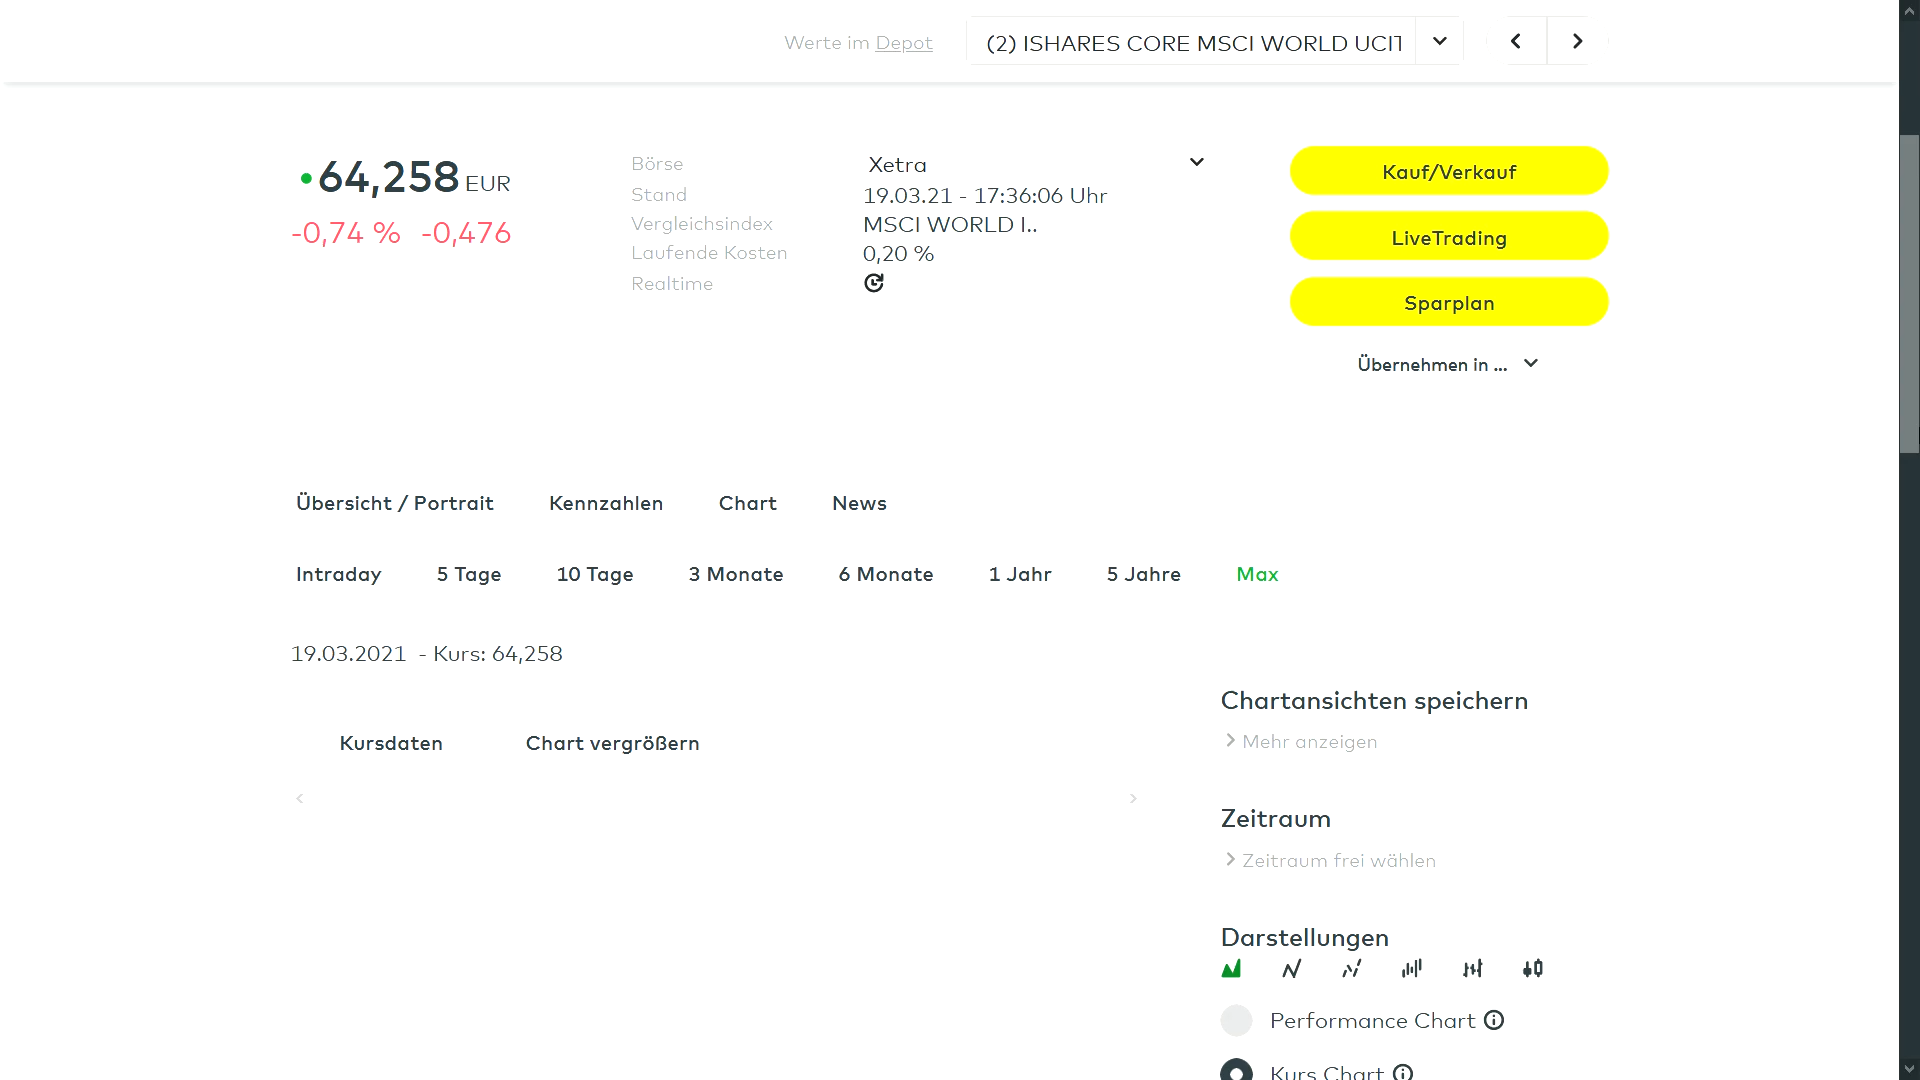 Werte im Depot
(2) ISHARES CORE MSCI WORLD UCIT
64,258 EUR
-0,74 % -0,476
Börse Xetra
Stand 19.03.21 - 17:36:06 Uhr
Vergleichsindex MSCI WORLD I..
Laufende Kosten 0,20 %
Realtime
Kauf/Verkauf
LiveTrading
Sparplan
Übernehmen in ...
Übersicht / Portrait Kennzahlen Chart News
Intraday 5 Tage 10 Tage 3 Monate 6 Monate 1 Jahr 5 Jahre Max
19.03.2021 - Kurs: 64,258
Kursdaten Chart vergrößern
Chartansichten speichern
Mehr anzeigen
Zeitraum
Zeitraum frei wählen
Darstellungen
Performance Chart
Kurs Chart